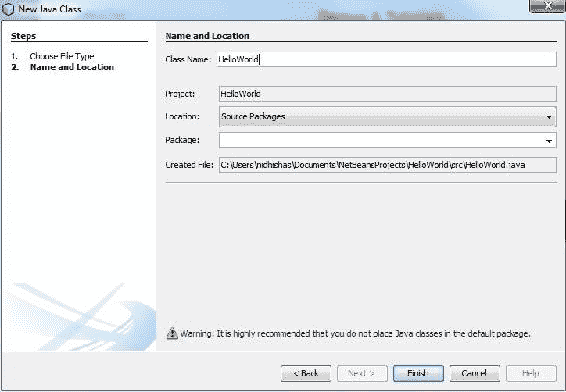 New Java Class
Steps
1. Choose File Type
2. Name and Location
Name and Location
Class Name: HelloWorld
Project: HelloWorld
Location: Source Packages
Package:
Created File: C:\Users\nidhishas\Documents\NetBeansProjects\HelloWorld\src\HelloWorld.java
Warning: It is highly recommended that you do not place Java classes in the default package.
< Back
Next >
Finish
Cancel
Help